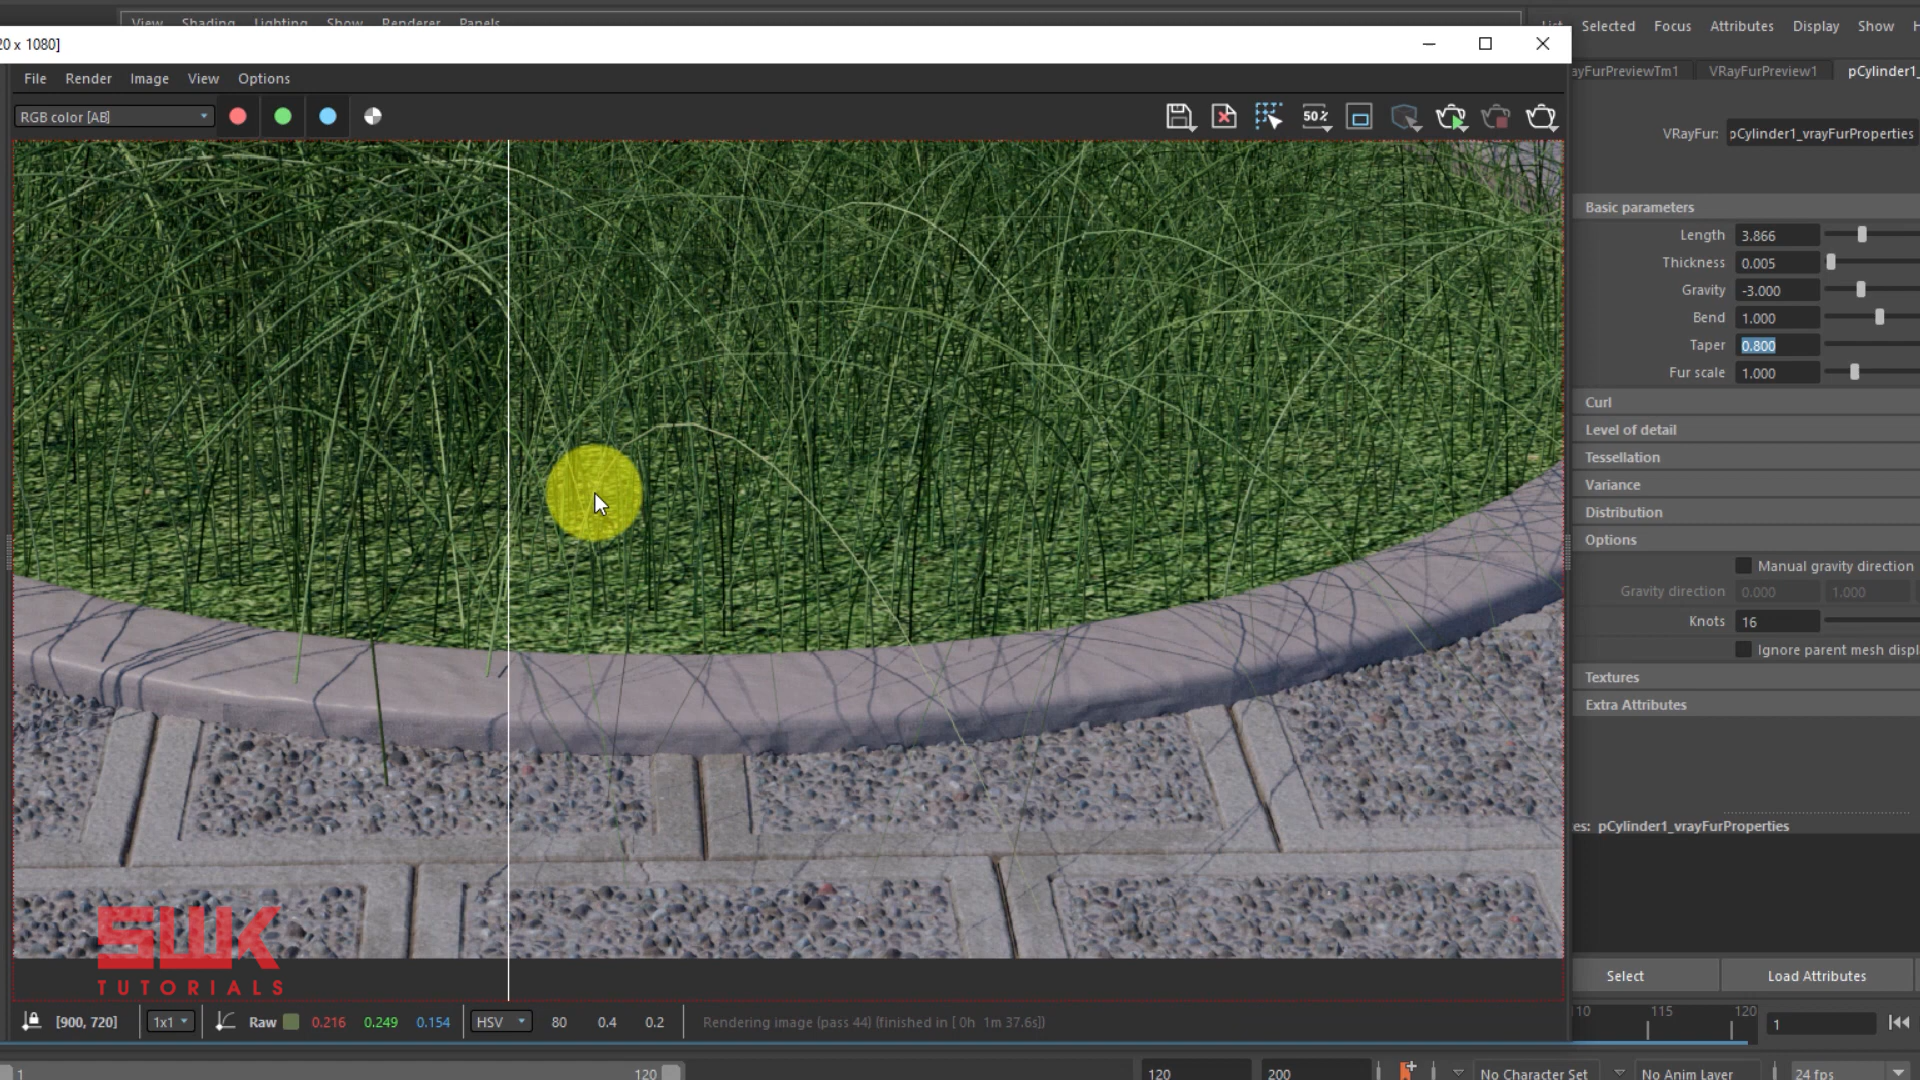 View Shading Lighting Show Renderer Panels
List Selected Focus Attributes Display Show
20 x 1080]
File Render Image View Options
ayFurPreviewTm1 VRayFurPreview1 pCylinder1_
RGB color [AB]
50%
VRayFur: pCylinder1_vrayFurProperties
Basic parameters
Length 3.866
Thickness 0.005
Gravity -3.000
Bend 1.000
Taper 0.800
Fur scale 1.000
Curl
Level of detail
Tessellation
Variance
Distribution
Options
Manual gravity direction
Gravity direction 0.000 1.000
Knots 16
Ignore parent mesh displ
Textures
Extra Attributes
es: pCylinder1_vrayFurProperties
SWK
TUTORIALS
Select Load Attributes
[900, 720] 1x1 Raw 0.216 0.249 0.154 HSV 80 0.4 0.2 Rendering image (pass 44) (finished in [ 0h 1m 37.6s])
110 115 120 1
1 120 120 200 No Character Set No Anim Layer 24 fps